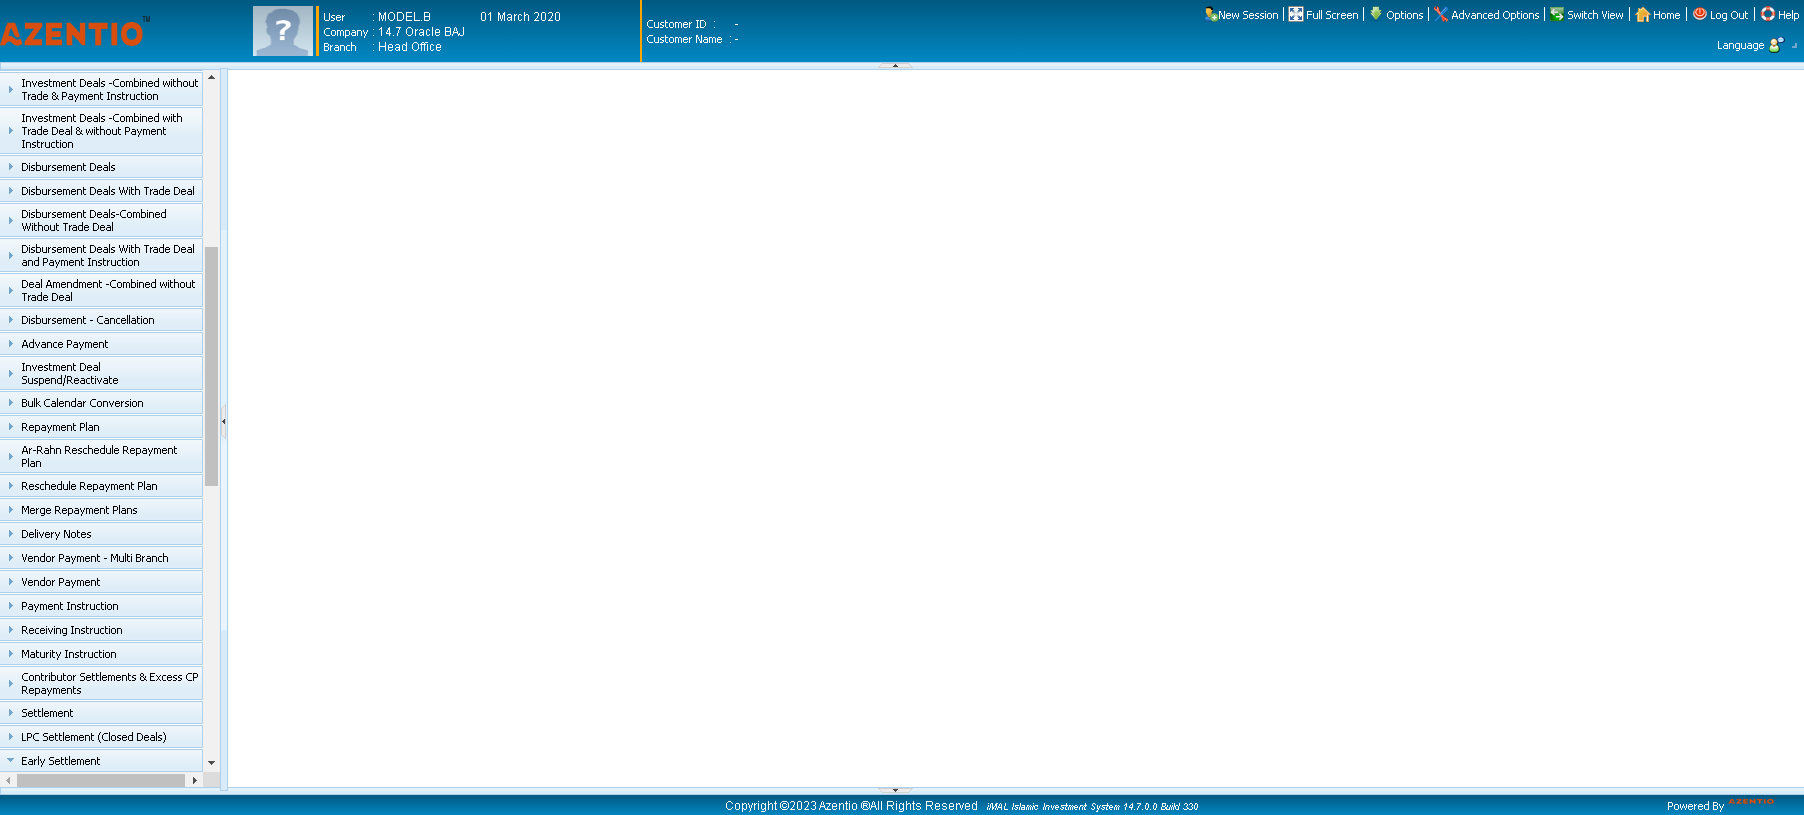 AZENTIO™
User : MODEL.B 01 March 2020
Company : 14.7 Oracle BAJ
Branch : Head Office
Customer ID : -
Customer Name : -
New Session | Full Screen | Options | Advanced Options | Switch View | Home | Log Out | Help
Language
Investment Deals -Combined without
Trade & Payment Instruction
Investment Deals -Combined with
Trade Deal & without Payment
Instruction
Disbursement Deals
Disbursement Deals With Trade Deal
Disbursement Deals-Combined
Without Trade Deal
Disbursement Deals With Trade Deal
and Payment Instruction
Deal Amendment -Combined without
Trade Deal
Disbursement - Cancellation
Advance Payment
Investment Deal
Suspend/Reactivate
Bulk Calendar Conversion
Repayment Plan
Ar-Rahn Reschedule Repayment
Plan
Reschedule Repayment Plan
Merge Repayment Plans
Delivery Notes
Vendor Payment - Multi Branch
Vendor Payment
Payment Instruction
Receiving Instruction
Maturity Instruction
Contributor Settlements & Excess CP
Repayments
Settlement
LPC Settlement (Closed Deals)
Early Settlement
Copyright ©2023 Azentio ®All Rights Reserved iMAL Islamic Investment System 14.7.0.0 Build 330
Powered By AZENTIO